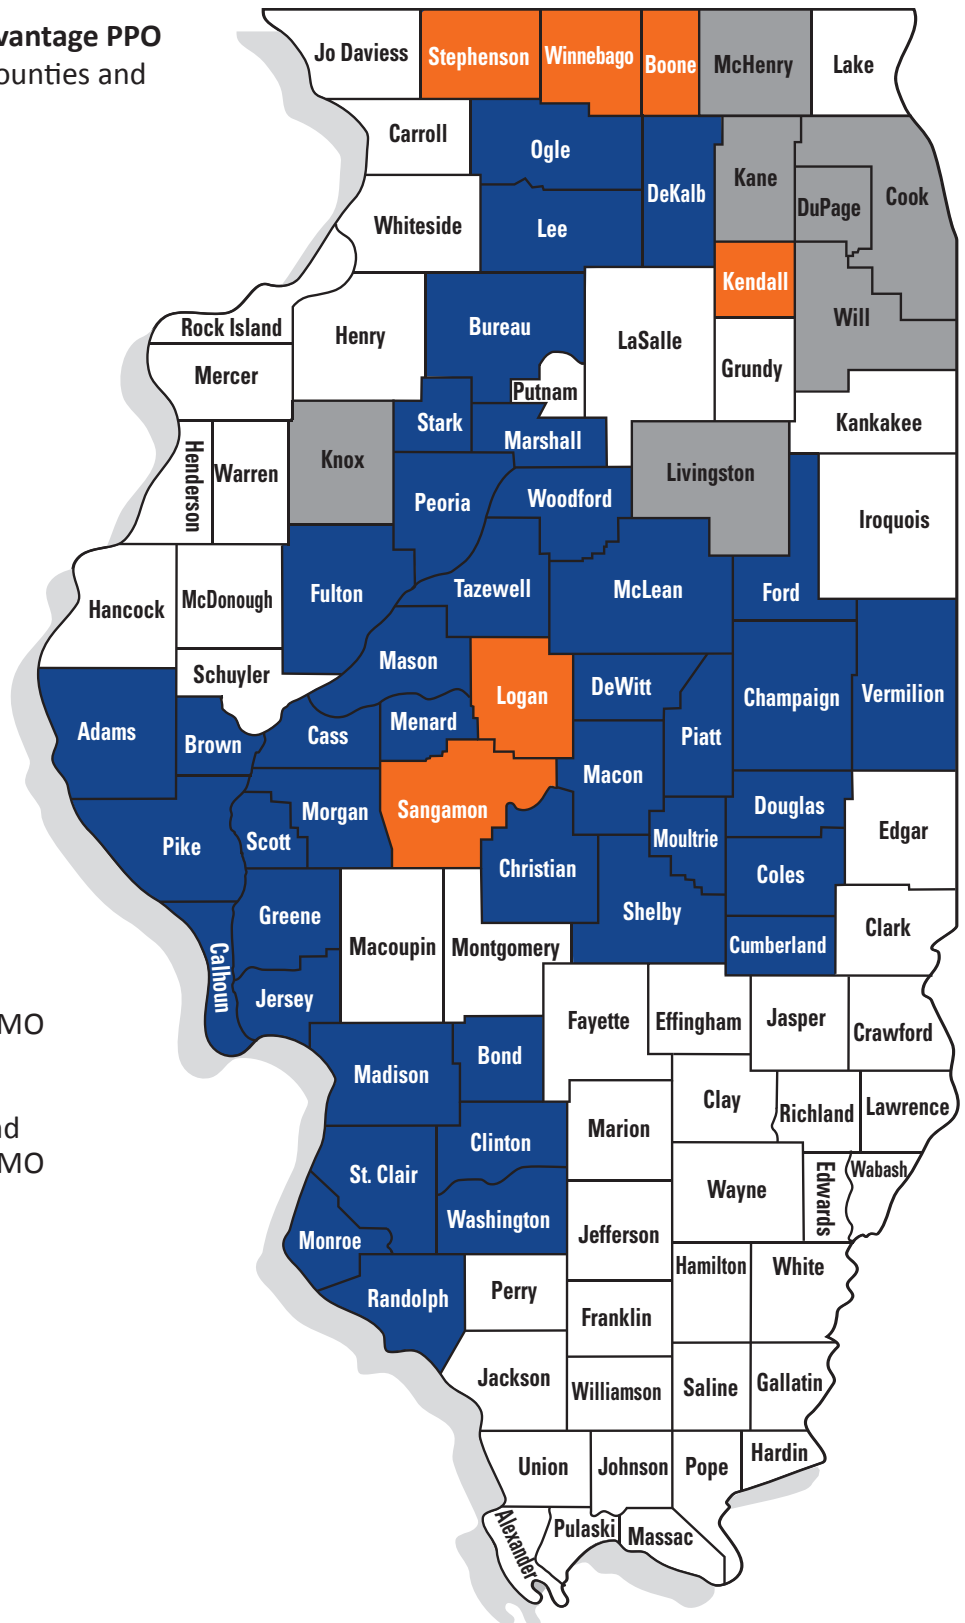 vantage PPO
ounties and
Jo Daviess
Stephenson
Winnebago
Boone
McHenry
Lake
Carroll
Ogle
DeKalb
Kane
DuPage
Cook
Whiteside
Lee
Kendall
Will
Rock Island
Henry
Bureau
LaSalle
Grundy
Mercer
Putnam
Kankakee
Stark
Marshall
Henderson
Warren
Knox
Livingston
Peoria
Woodford
Iroquois
Hancock
McDonough
Fulton
Tazewell
McLean
Ford
Schuyler
Mason
Logan
DeWitt
Champaign
Vermilion
Adams
Brown
Cass
Menard
Piatt
Macon
Pike
Scott
Morgan
Sangamon
Christian
Moultrie
Douglas
Edgar
Coles
Greene
Shelby
Calhoun
Macoupin
Montgomery
Cumberland
Clark
Jersey
MO
Fayette
Effingham
Jasper
Crawford
Madison
Bond
Clay
Richland
Lawrence
nd
MO
St. Clair
Clinton
Marion
Wayne
Edwards
Wabash
Monroe
Washington
Jefferson
Hamilton
White
Randolph
Perry
Franklin
Jackson
Williamson
Saline
Gallatin
Union
Johnson
Pope
Hardin
Alexander
Pulaski
Massac